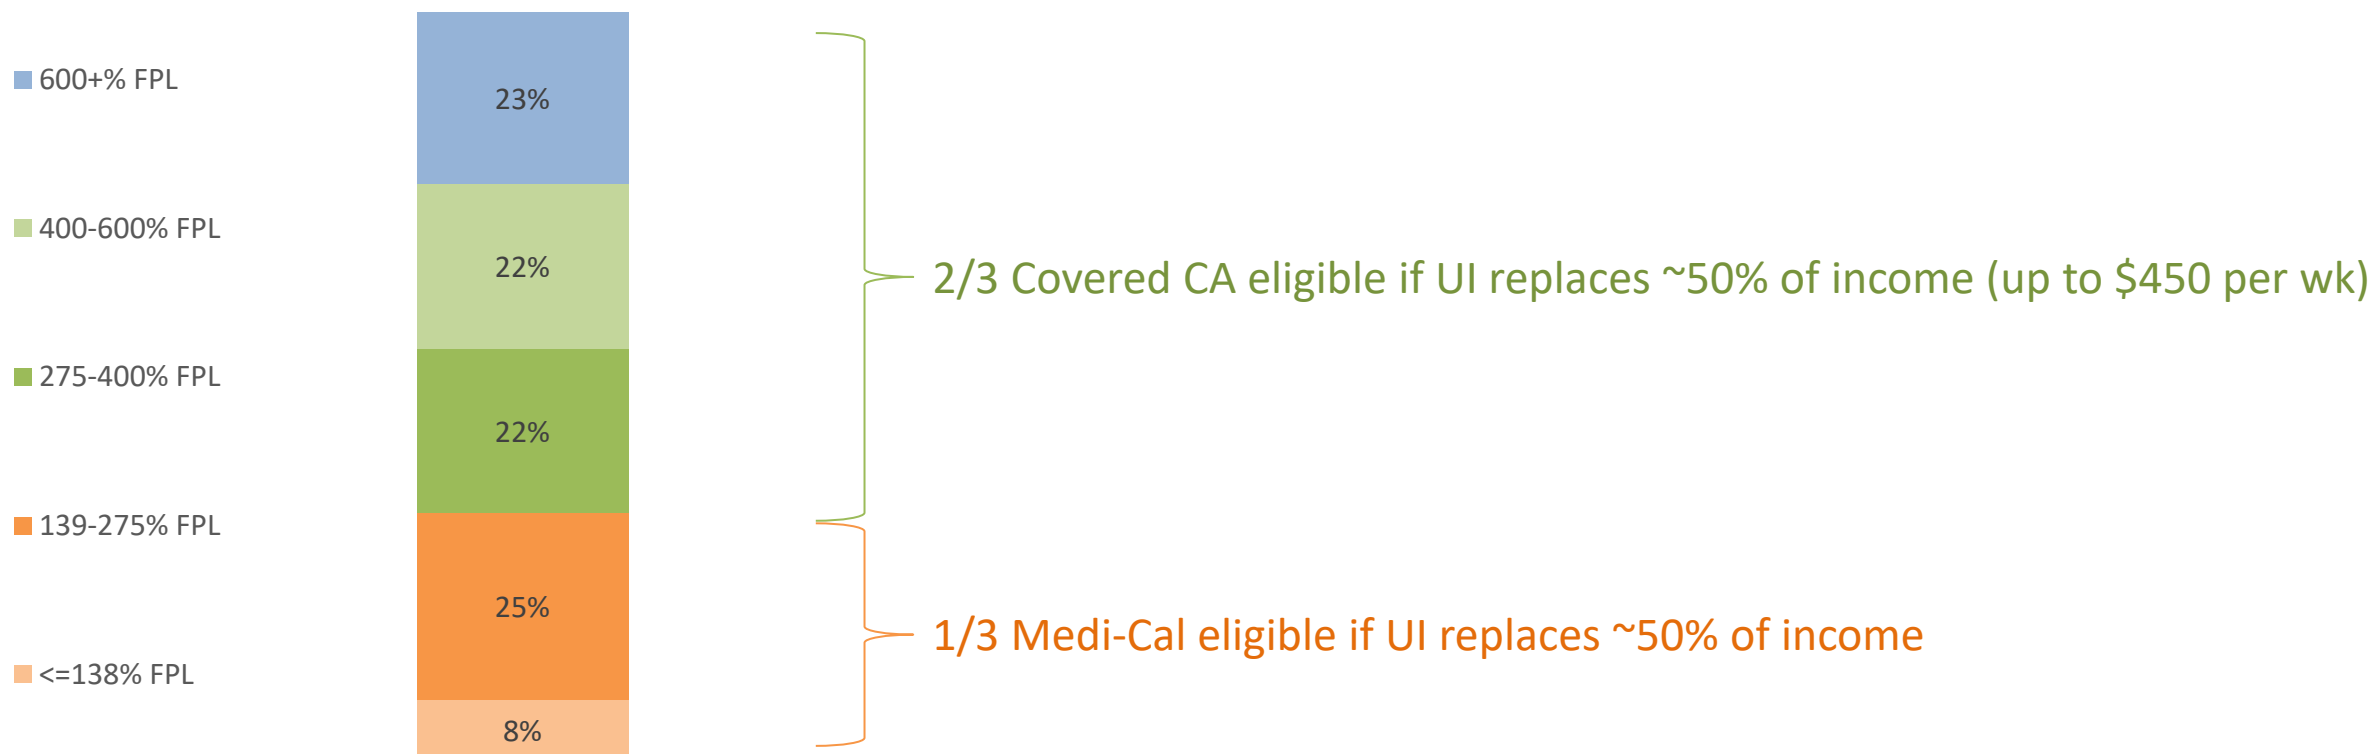 600+% FPL
400-600% FPL
275-400% FPL
139-275% FPL
<=138% FPL
23%
22%
22%
25%
8%
2/3 Covered CA eligible if UI replaces ~50% of income (up to $450 per wk)
1/3 Medi-Cal eligible if UI replaces ~50% of income